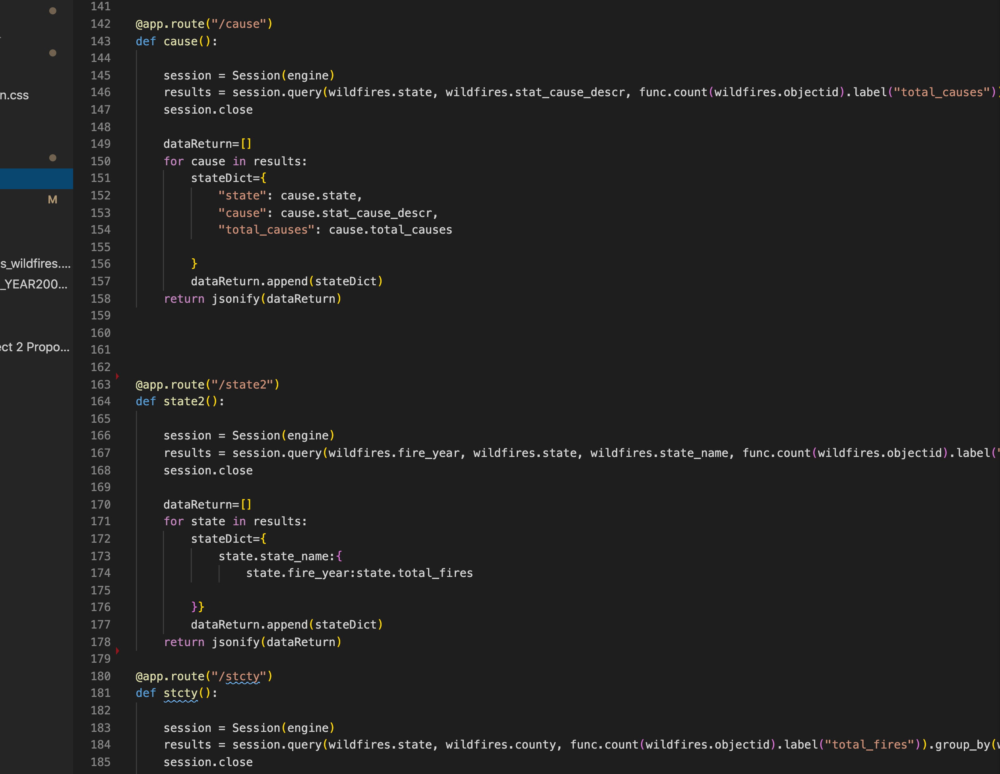 n.css
M
s_wildfires....
_YEAR200...
ect 2 Propo...
141
142 @app.route("/cause")
143 def cause():
144
145 session = Session(engine)
146 results = session.query(wildfires.state, wildfires.stat_cause_descr, func.count(wildfires.objectid).label("total_causes"))
147 session.close
148
149 dataReturn=[]
150 for cause in results:
151 stateDict={
152 "state": cause.state,
153 "cause": cause.stat_cause_descr,
154 "total_causes": cause.total_causes
155
156 }
157 dataReturn.append(stateDict)
158 return jsonify(dataReturn)
159
160
161
162
163 @app.route("/state2")
164 def state2():
165
166 session = Session(engine)
167 results = session.query(wildfires.fire_year, wildfires.state, wildfires.state_name, func.count(wildfires.objectid).label("
168 session.close
169
170 dataReturn=[]
171 for state in results:
172 stateDict={
173 state.state_name:{
174 state.fire_year:state.total_fires
175
176 }}
177 dataReturn.append(stateDict)
178 return jsonify(dataReturn)
179
180 @app.route("/stcty")
181 def stcty():
182
183 session = Session(engine)
184 results = session.query(wildfires.state, wildfires.county, func.count(wildfires.objectid).label("total_fires")).group_by(
185 session.close